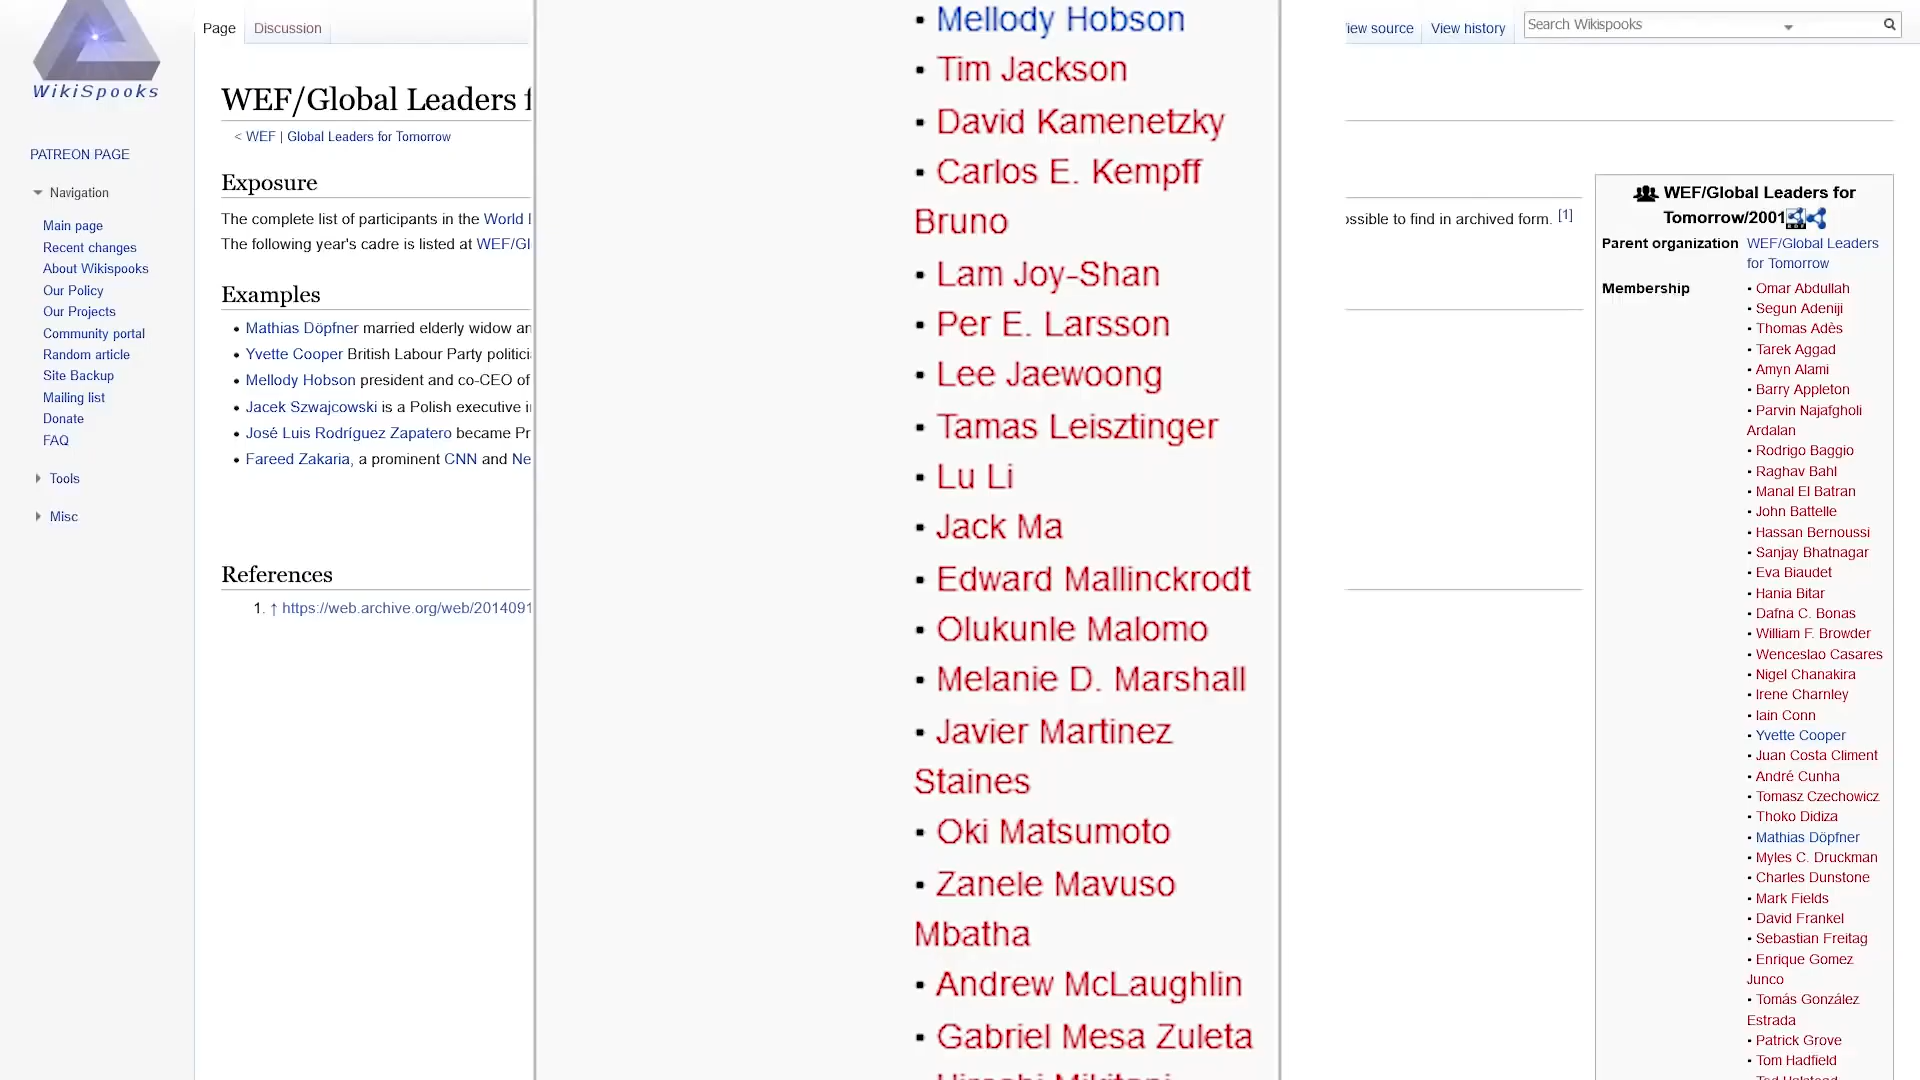 WikiSpooks
PATREON PAGE
Navigation
Main page
Recent changes
About Wikispooks
Our Policy
Our Projects
Community portal
Random article
Site Backup
Mailing list
Donate
FAQ
Tools
Misc
Page
Discussion
WEF/Global Leaders
< WEF | Global Leaders for Tomorrow
Exposure
The complete list of participants in the World
The following year's cadre is listed at WEF/Gl
Examples
• Mathias Döpfner married elderly widow
• Yvette Cooper British Labour Party
• Mellody Hobson president and co-CEO of
• Jacek Szwajcowski is a Polish executive
• José Luis Rodríguez Zapatero became
• Fareed Zakaria, a prominent CNN and
References
1. ↑ https://web.archive.org/web/201409
• Mellody Hobson
• Tim Jackson
• David Kamenetzky
• Carlos E. Kempff
Bruno
• Lam Joy-Shan
• Per E. Larsson
• Lee Jaewoong
• Tamas Leisztinger
• Lu Li
• Jack Ma
• Edward Mallinckrodt
• Olukunle Malomo
• Melanie D. Marshall
• Javier Martinez
Staines
• Oki Matsumoto
• Zanele Mavuso
Mbatha
• Andrew McLaughlin
• Gabriel Mesa Zuleta
source
View history
Search Wikispooks
possible to find in archived form. [1]
WEF/Global Leaders for
Tomorrow/2001
Parent organization WEF/Global Leaders
for Tomorrow
Membership
• Omar Abdullah
• Segun Adeniji
• Thomas Adès
• Tarek Aggad
• Amyn Alami
• Barry Appleton
• Parvin Najafgholi
Ardalan
• Rodrigo Baggio
• Raghav Bahl
• Manal El Batran
• John Battelle
• Hassan Bernoussi
• Sanjay Bhatnagar
• Eva Biaudet
• Hania Bitar
• Dafna C. Bonas
• William F. Browder
• Wenceslao Casares
• Nigel Chanakira
• Irene Charnley
• Iain Conn
• Yvette Cooper
• Juan Costa Climent
• André Cunha
• Tomasz Czechowicz
• Thoko Didiza
• Mathias Döpfner
• Myles C. Druckman
• Charles Dunstone
• Mark Fields
• David Frankel
• Sebastian Freitag
• Enrique Gomez
Junco
• Tomás González
Estrada
• Patrick Grove
• Tom Hadfield